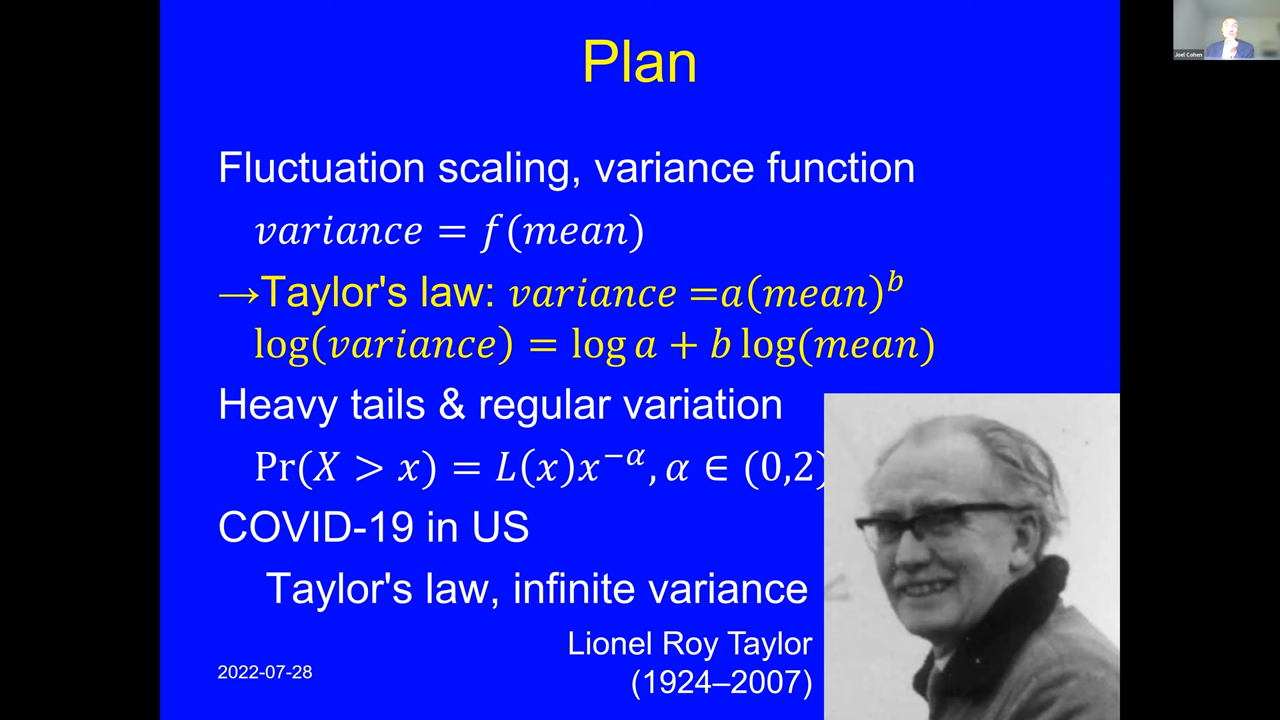 Plan
Joel Cohen
Fluctuation scaling, variance function
variance = f(mean)
→Taylor's law: variance =a(mean)^b
log(variance) = log a + b log(mean)
Heavy tails & regular variation
Pr(X > x) = L(x)x^−α, α ∈ (0,2)
COVID-19 in US
Taylor's law, infinite variance
Lionel Roy Taylor
(1924–2007)
2022-07-28